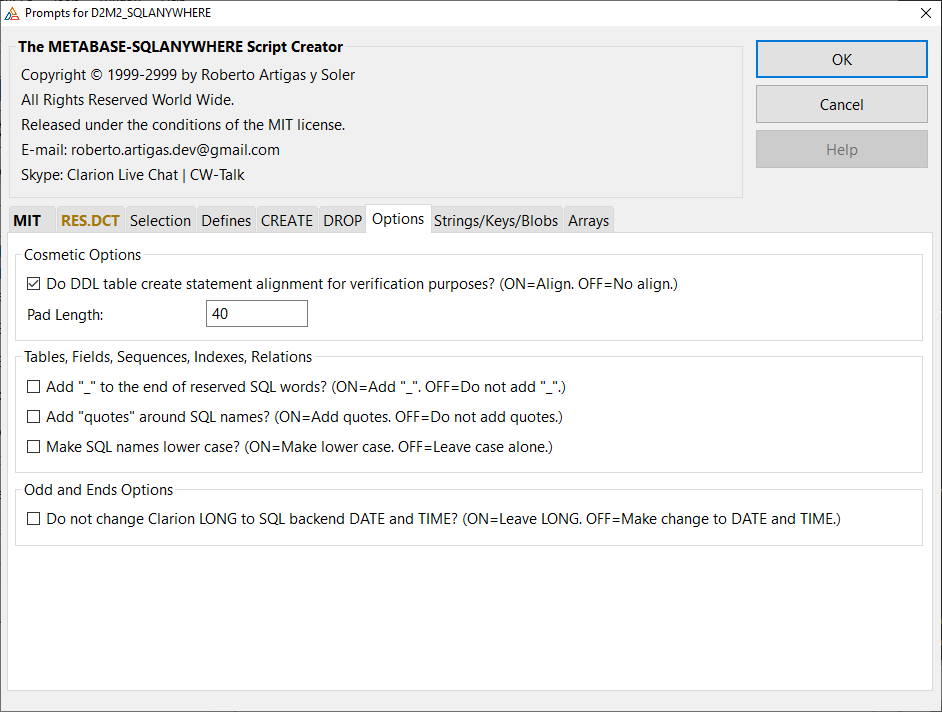 Prompts for D2M2_SQLANYWHERE
The METABASE-SQLANYWHERE Script Creator
Copyright © 1999-2999 by Roberto Artigas y Soler
All Rights Reserved World Wide.
Released under the conditions of the MIT license.
E-mail: roberto.artigas.dev@gmail.com
Skype: Clarion Live Chat | CW-Talk
OK
Cancel
Help
MIT RES.DCT Selection Defines CREATE DROP Options Strings/Keys/Blobs Arrays
Cosmetic Options
Do DDL table create statement alignment for verification purposes? (ON=Align. OFF=No align.)
Pad Length: 40
Tables, Fields, Sequences, Indexes, Relations
Add "_" to the end of reserved SQL words? (ON=Add "_". OFF=Do not add "_".)
Add "quotes" around SQL names? (ON=Add quotes. OFF=Do not add quotes.)
Make SQL names lower case? (ON=Make lower case. OFF=Leave case alone.)
Odd and Ends Options
Do not change Clarion LONG to SQL backend DATE and TIME? (ON=Leave LONG. OFF=Make change to DATE and TIME.)